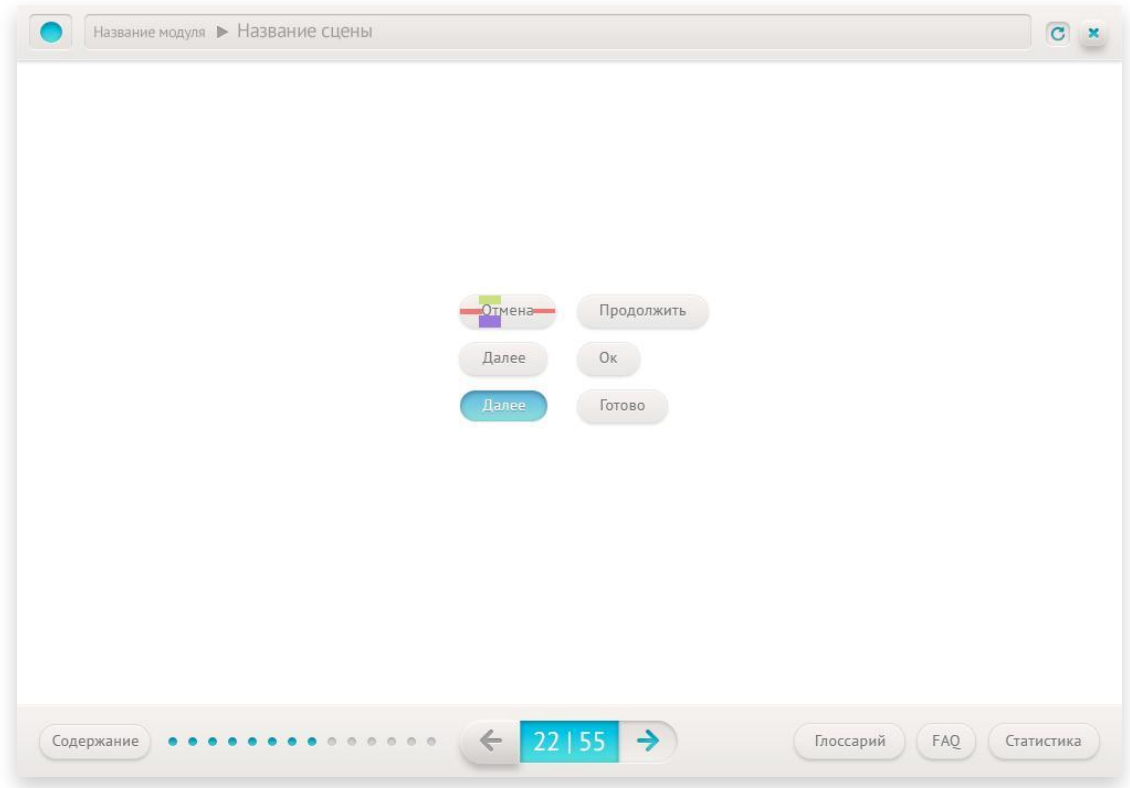 Название модуля ▶ Название сцены
Отмена
Продолжить
Далее
Ок
Далее
Готово
Содержание
22 | 55
Глоссарий
FAQ
Статистика